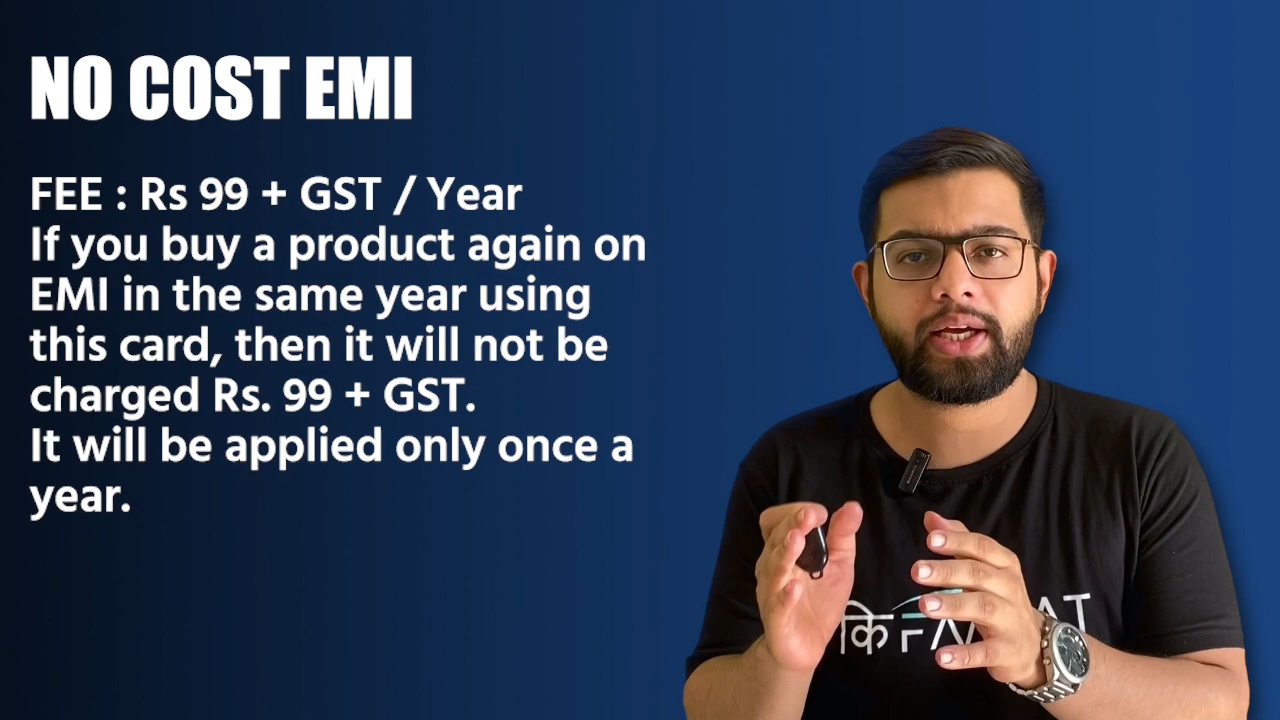 NO COST EMI
FEE : Rs 99 + GST / Year
If you buy a product again on
EMI in the same year using
this card, then it will not be
charged Rs. 99 + GST.
It will be applied only once a
year.
कि